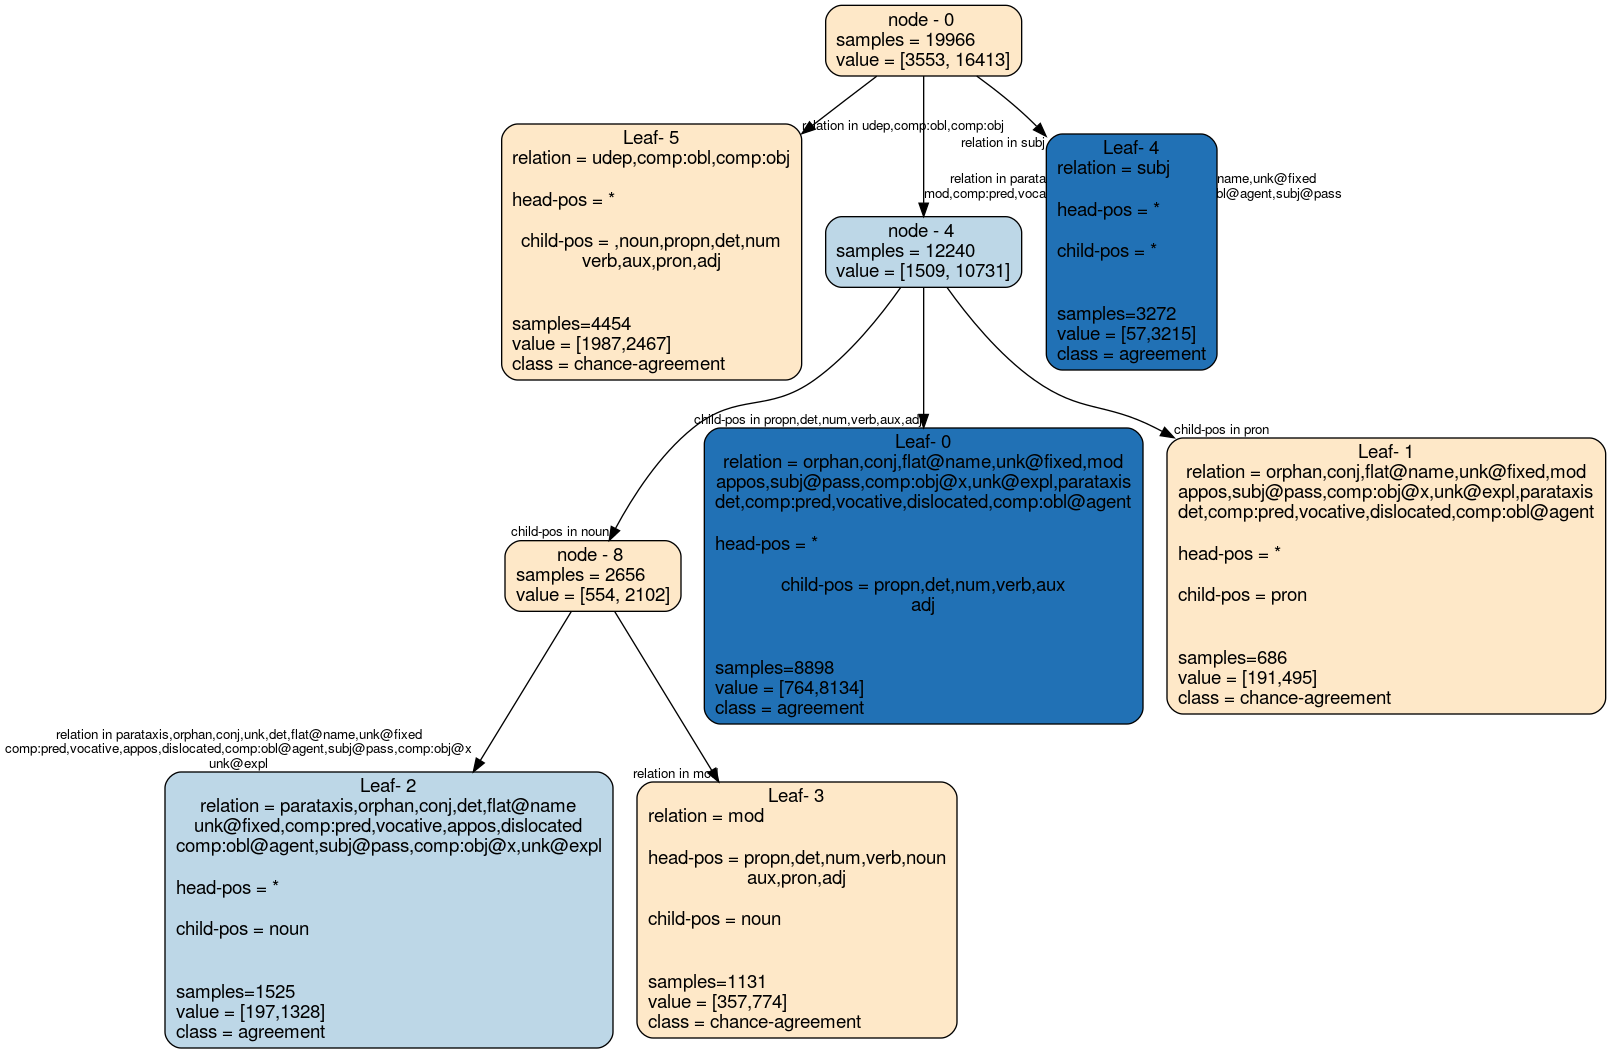 node - 0
samples = 19966
value = [3553, 16413]
relation in udep,comp:obl,comp:obj
relation in subj
Leaf- 5
relation = udep,comp:obl,comp:obj
head-pos = *
child-pos = ,noun,propn,det,num
verb,aux,pron,adj
samples=4454
value = [1987,2467]
class = chance-agreement
relation in parata
name,unk@fixed
mod,comp:pred,voca
bl@agent,subj@pass
Leaf- 4
relation = subj
head-pos = *
child-pos = *
samples=3272
value = [57,3215]
class = agreement
node - 4
samples = 12240
value = [1509, 10731]
child-pos in noun
child-pos in propn,det,num,verb,aux,adj
child-pos in pron
node - 8
samples = 2656
value = [554, 2102]
Leaf- 0
relation = orphan,conj,flat@name,unk@fixed,mod
appos,subj@pass,comp:obj@x,unk@expl,parataxis
det,comp:pred,vocative,dislocated,comp:obl@agent
head-pos = *
child-pos = propn,det,num,verb,aux
adj
samples=8898
value = [764,8134]
class = agreement
Leaf- 1
relation = orphan,conj,flat@name,unk@fixed,mod
appos,subj@pass,comp:obj@x,unk@expl,parataxis
det,comp:pred,vocative,dislocated,comp:obl@agent
head-pos = *
child-pos = pron
samples=686
value = [191,495]
class = chance-agreement
relation in parataxis,orphan,conj,unk,det,flat@name,unk@fixed
comp:pred,vocative,appos,dislocated,comp:obl@agent,subj@pass,comp:obj@x
unk@expl
relation in mod
Leaf- 2
relation = parataxis,orphan,conj,det,flat@name
unk@fixed,comp:pred,vocative,appos,dislocated
comp:obl@agent,subj@pass,comp:obj@x,unk@expl
head-pos = *
child-pos = noun
samples=1525
value = [197,1328]
class = agreement
Leaf- 3
relation = mod
head-pos = propn,det,num,verb,noun
aux,pron,adj
child-pos = noun
samples=1131
value = [357,774]
class = chance-agreement